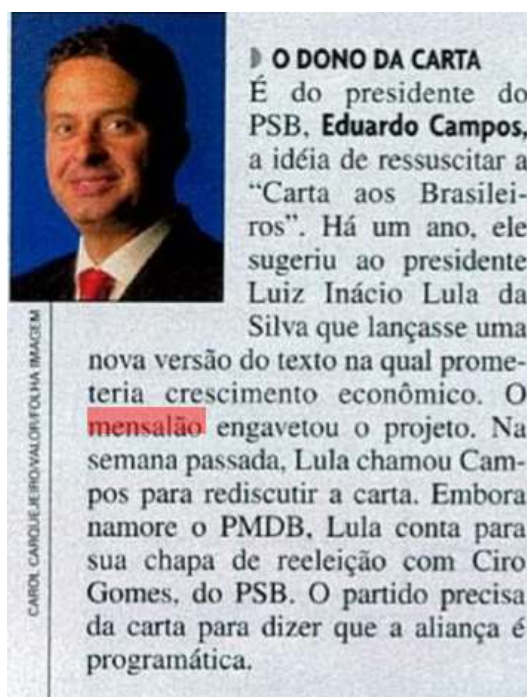 O DONO DA CARTA
É do presidente do
PSB, Eduardo Campos,
a idéia de ressuscitar a
“Carta aos Brasilei-
ros”. Há um ano, ele
sugeriu ao presidente
Luiz Inácio Lula da
Silva que lançasse uma
nova versão do texto na qual prome-
teria crescimento econômico. O
mensalão engavetou o projeto. Na
semana passada, Lula chamou Cam-
pos para rediscutir a carta. Embora
namore o PMDB, Lula conta para
sua chapa de reeleição com Ciro
Gomes, do PSB. O partido precisa
da carta para dizer que a aliança é
programática.
CAROL CARQUEJEIRO/VALOR/FOLHA IMAGEM